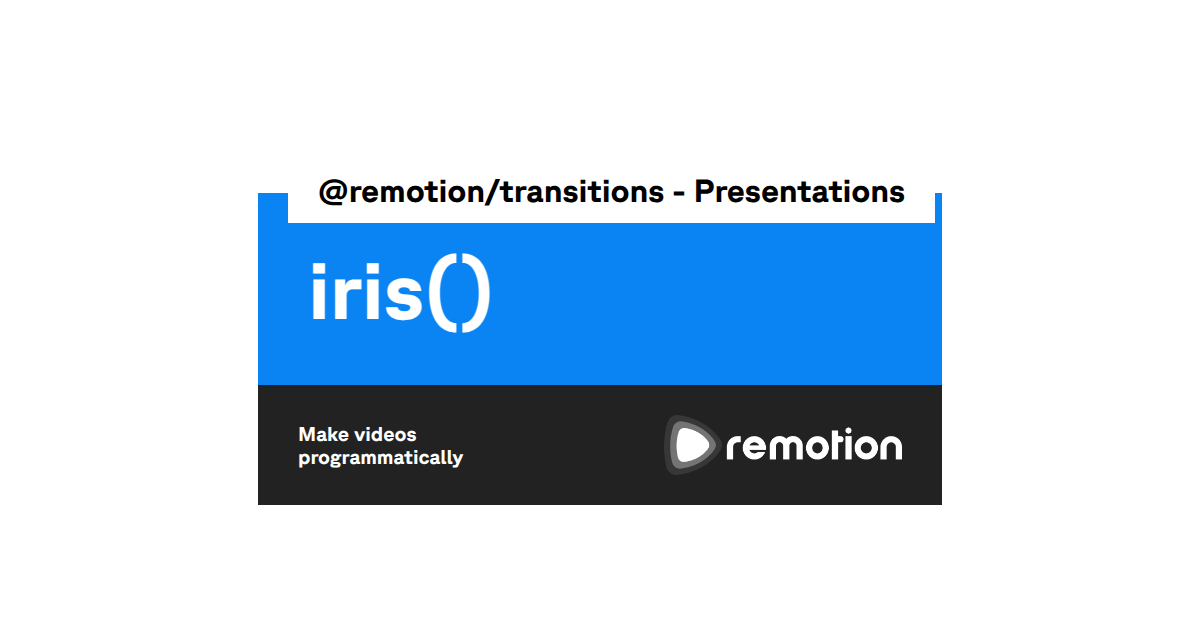 @remotion/transitions - Presentations
iris()
Make videos
programmatically
remotion